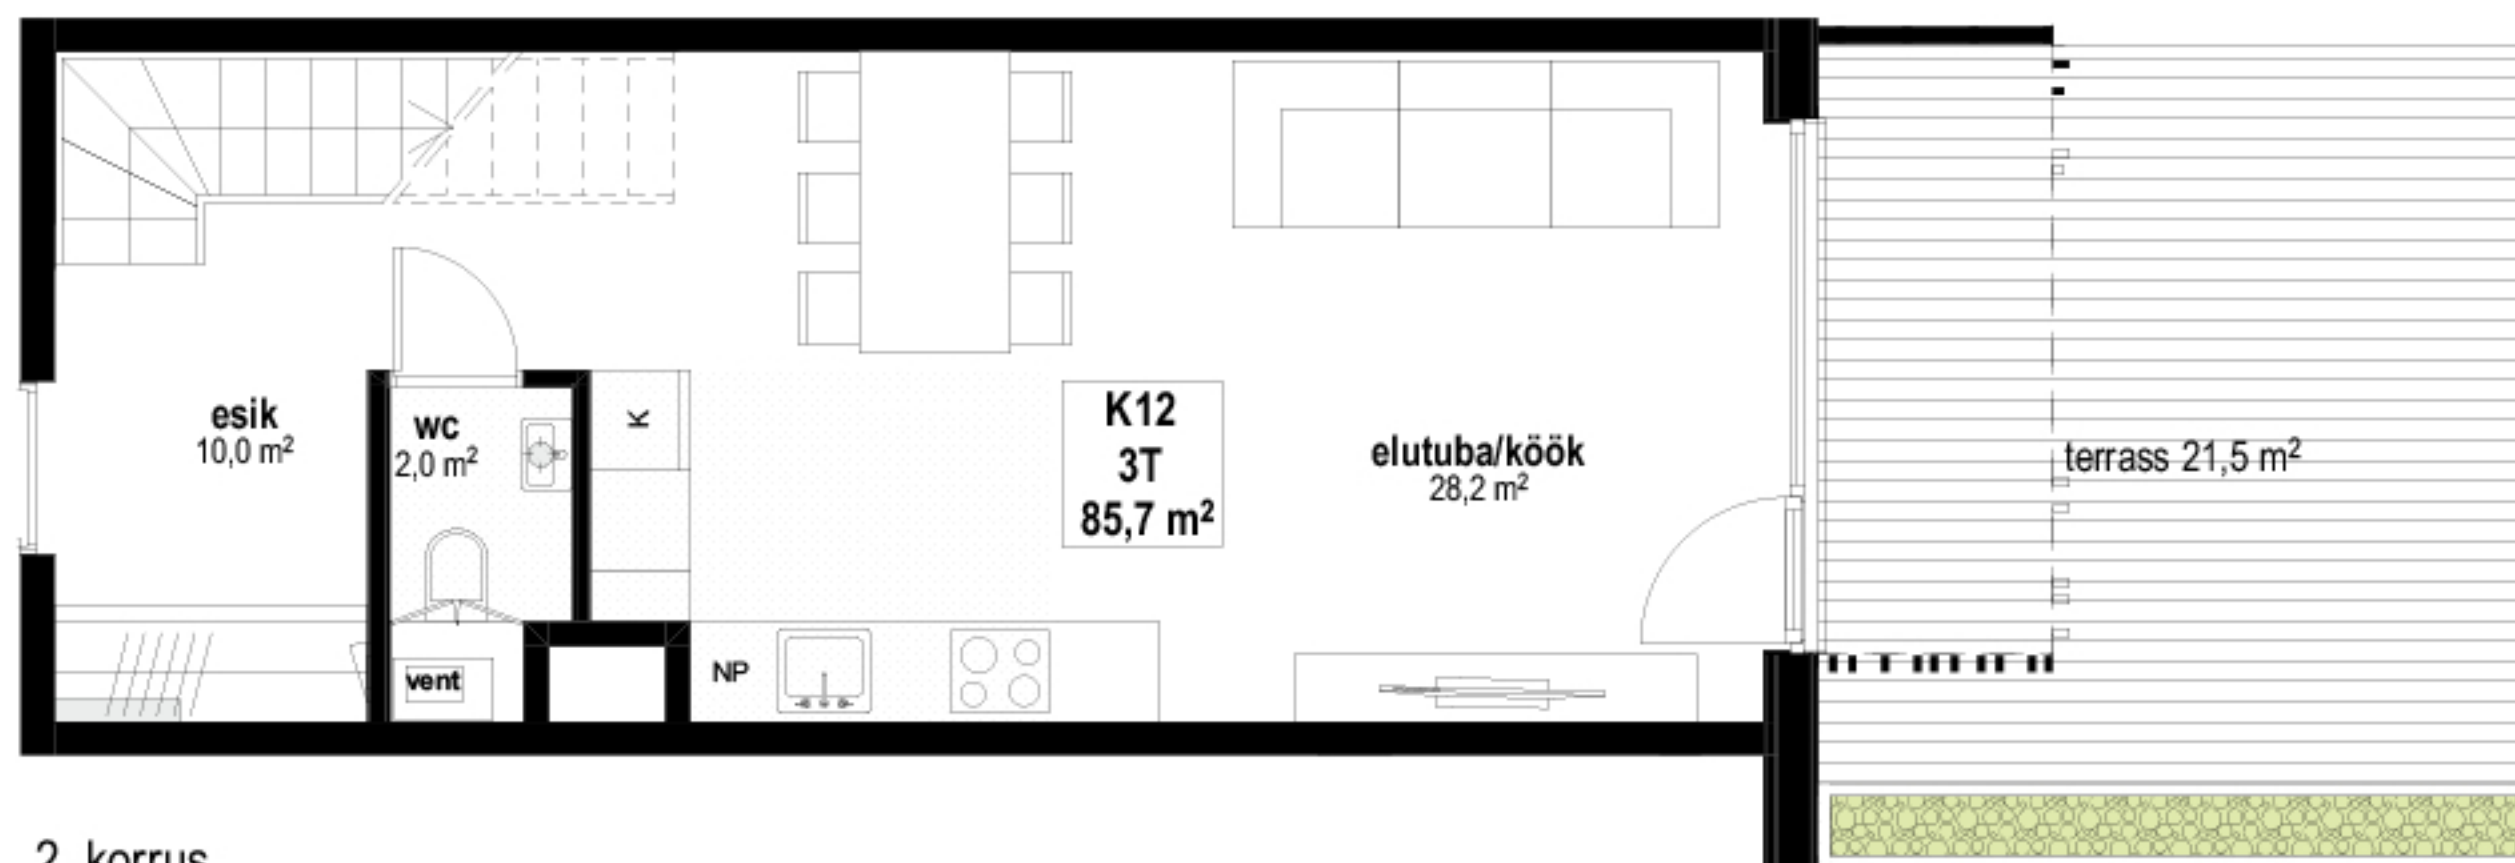 esik
10,0 m²
wc
2,0 m²
K
K12
3T
85,7 m²
elutuba/köök
28,2 m²
terrass 21,5 m²
vent
NP
2. korrus